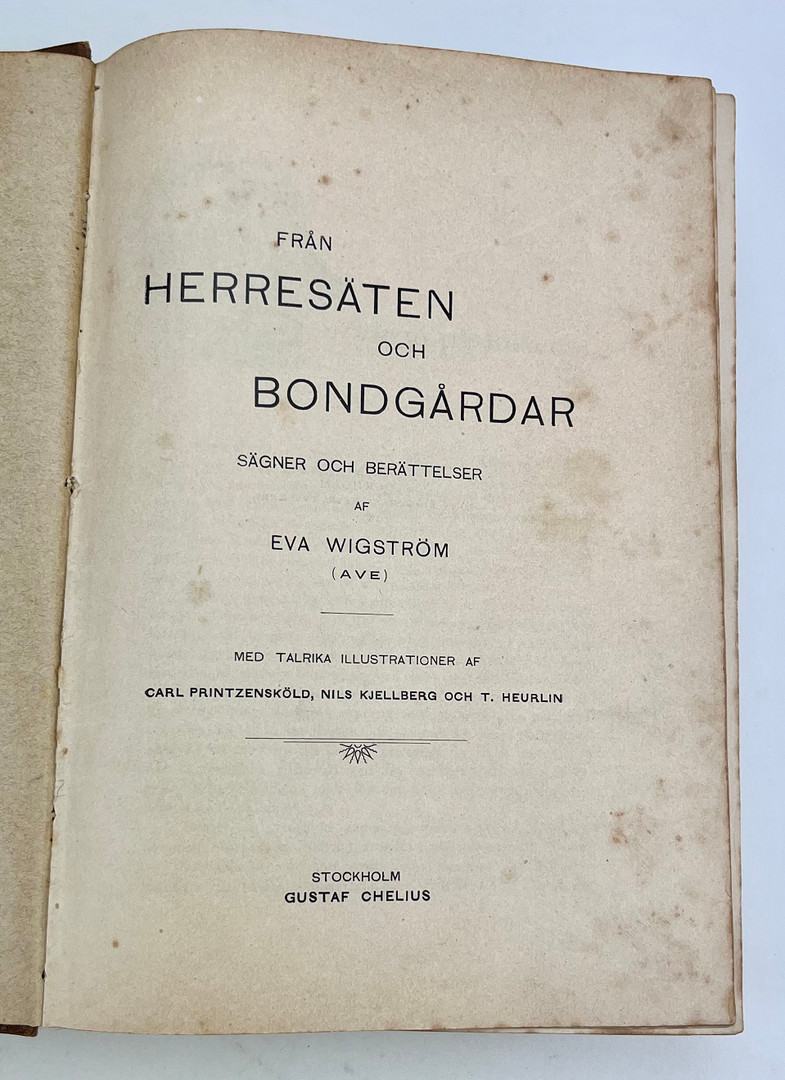 FRÅN
HERRESÄTEN
OCH
BONDGÅRDAR
SÄGNER OCH BERÄTTELSER
AF
EVA WIGSTRÖM
(AVE)
MED TALRIKA ILLUSTRATIONER AF
CARL PRINTZENSKÖLD, NILS KJELLBERG OCH T. HEURLIN
STOCKHOLM
GUSTAF CHELIUS